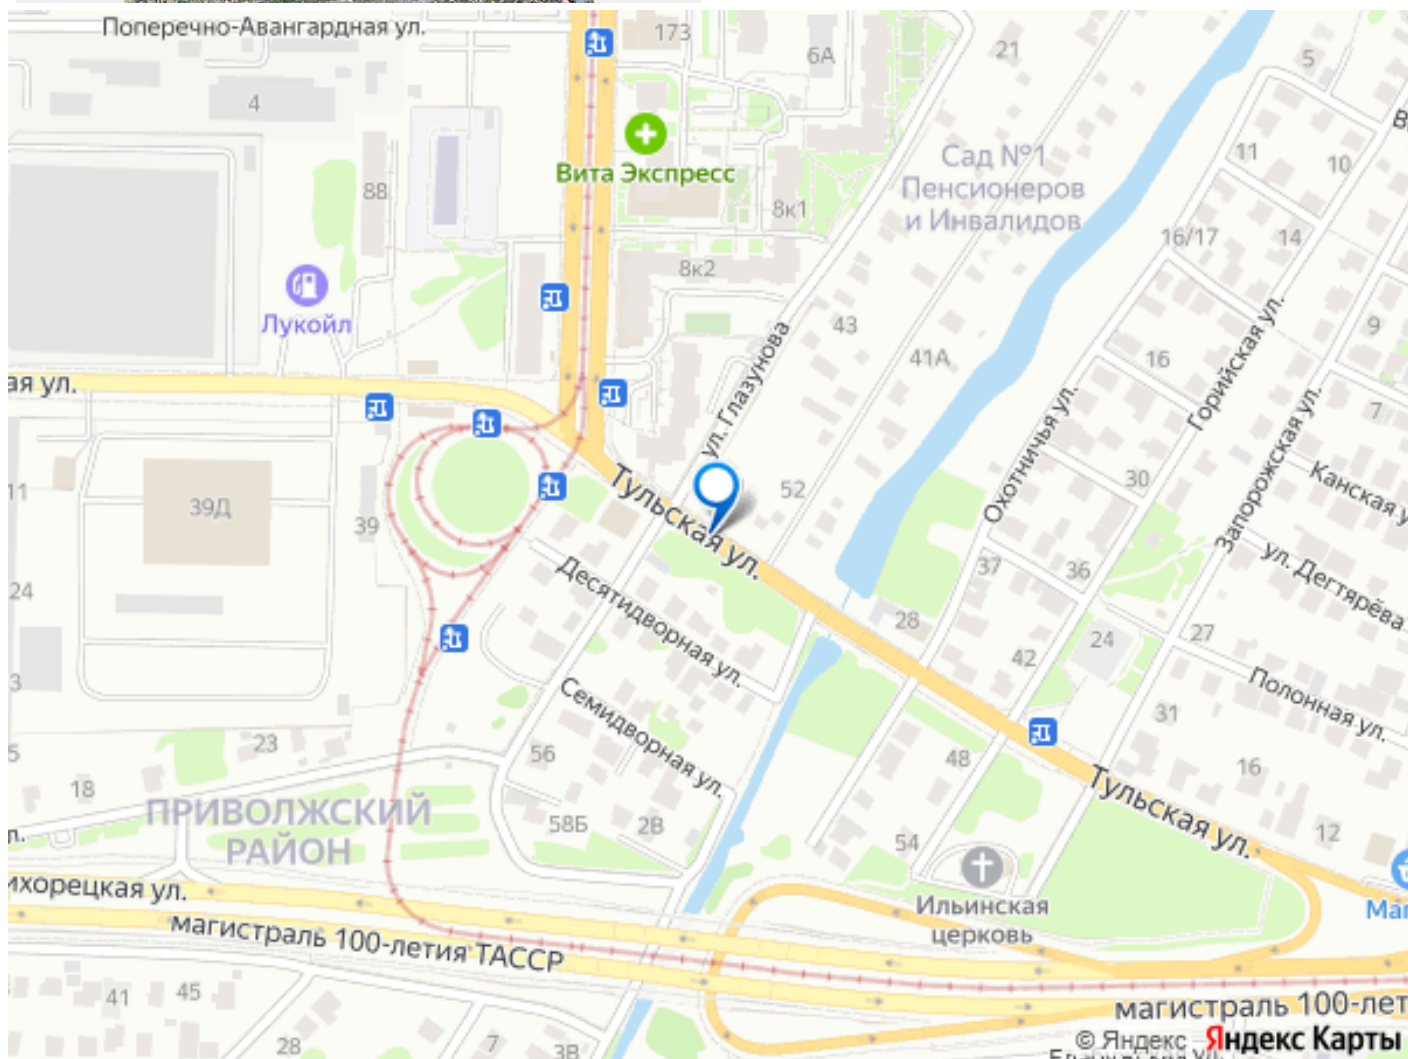 Поперечно-Авангардная ул.
173
6А
21
5
4
Вита Экспресс
Сад №1
Пенсионеров
и Инвалидов
11
10
8В
8к1
16/17
14
8к2
Лукойл
ул. Глазунова
43
41А
16
9
ая ул.
Охотничья ул.
Горийская ул.
Запорожская ул.
7
11
39Д
39
Тульская ул.
52
30
Канская у
24
Десятидворная ул.
37
36
ул. Дегтярёва
28
24
27
3
42
Семидворная ул.
Полонная ул.
31
5
23
56
48
16
18
ПРИВОЛЖСКИЙ
РАЙОН
58Б
2В
54
Тульская ул.
12
л.
ихорецкая ул.
Ильинская
церковь
Маг
магистраль 100-летия ТАССР
41
45
магистраль 100-лет
28
7
3В
© Яндекс Яндекс Карты